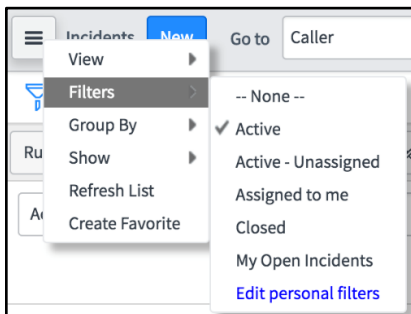 Incidents New Go to Caller
View
Filters
Group By
Show
Refresh List
Create Favorite
-- None --
Active
Active - Unassigned
Assigned to me
Closed
My Open Incidents
Edit personal filters
Ru